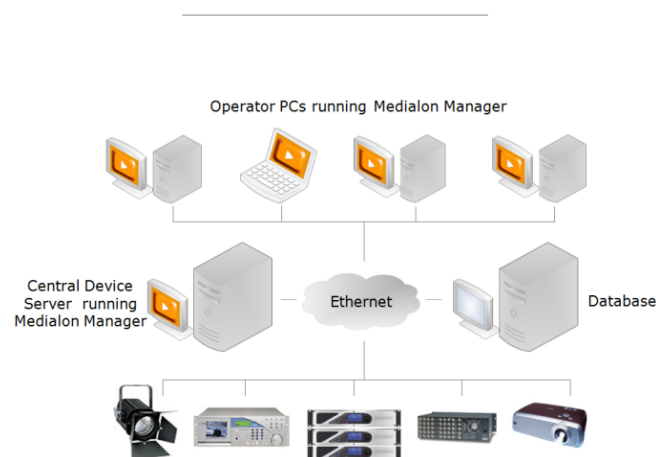 Operator PCs running Medialon Manager
Central Device
Server running
Medialon Manager
Ethernet
Database